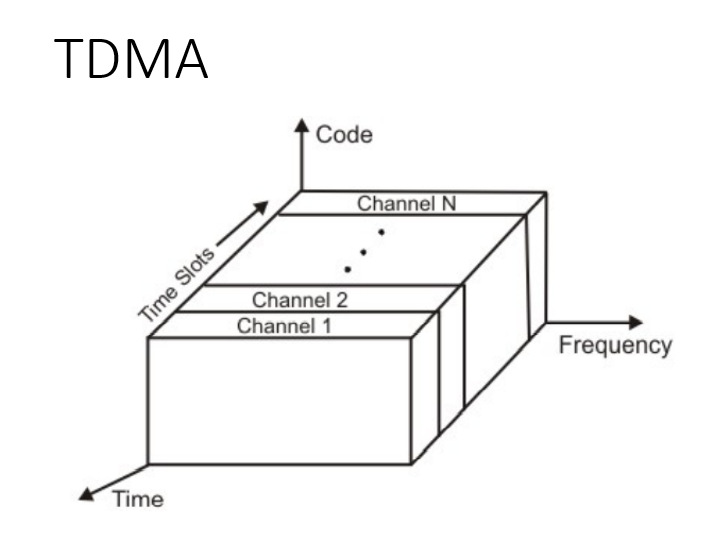 TDMA
Code
Channel N
Time Slots
Channel 2
Channel 1
Frequency
Time